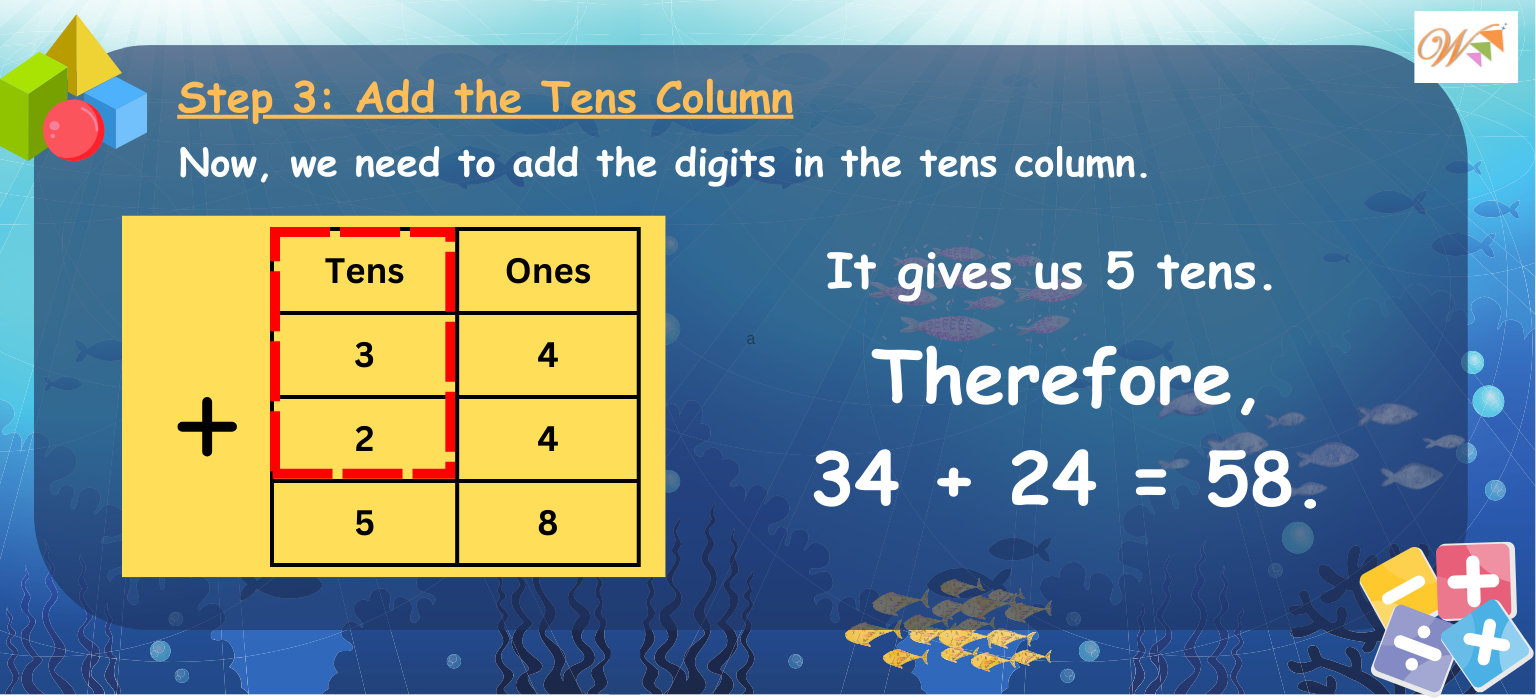 Step 3: Add the Tens Column
Now, we need to add the digits in the tens column.
Tens Ones
3 4
+ 2 4
5 8
It gives us 5 tens.
a
Therefore,
34 + 24 = 58.
W